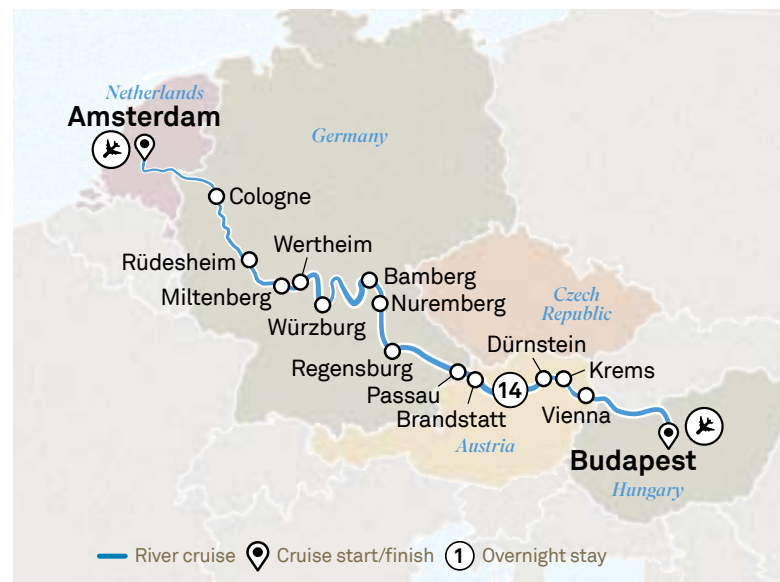 Netherlands
Amsterdam
Germany
Cologne
Wertheim
Rüdesheim
Bamberg
Miltenberg
Nuremberg
Würzburg
Czech
Republic
Dürnstein
Regensburg
Krems
Passau
14
Brandstatt
Vienna
Austria
Budapest
Hungary
River cruise
Cruise start/finish
1
Overnight stay